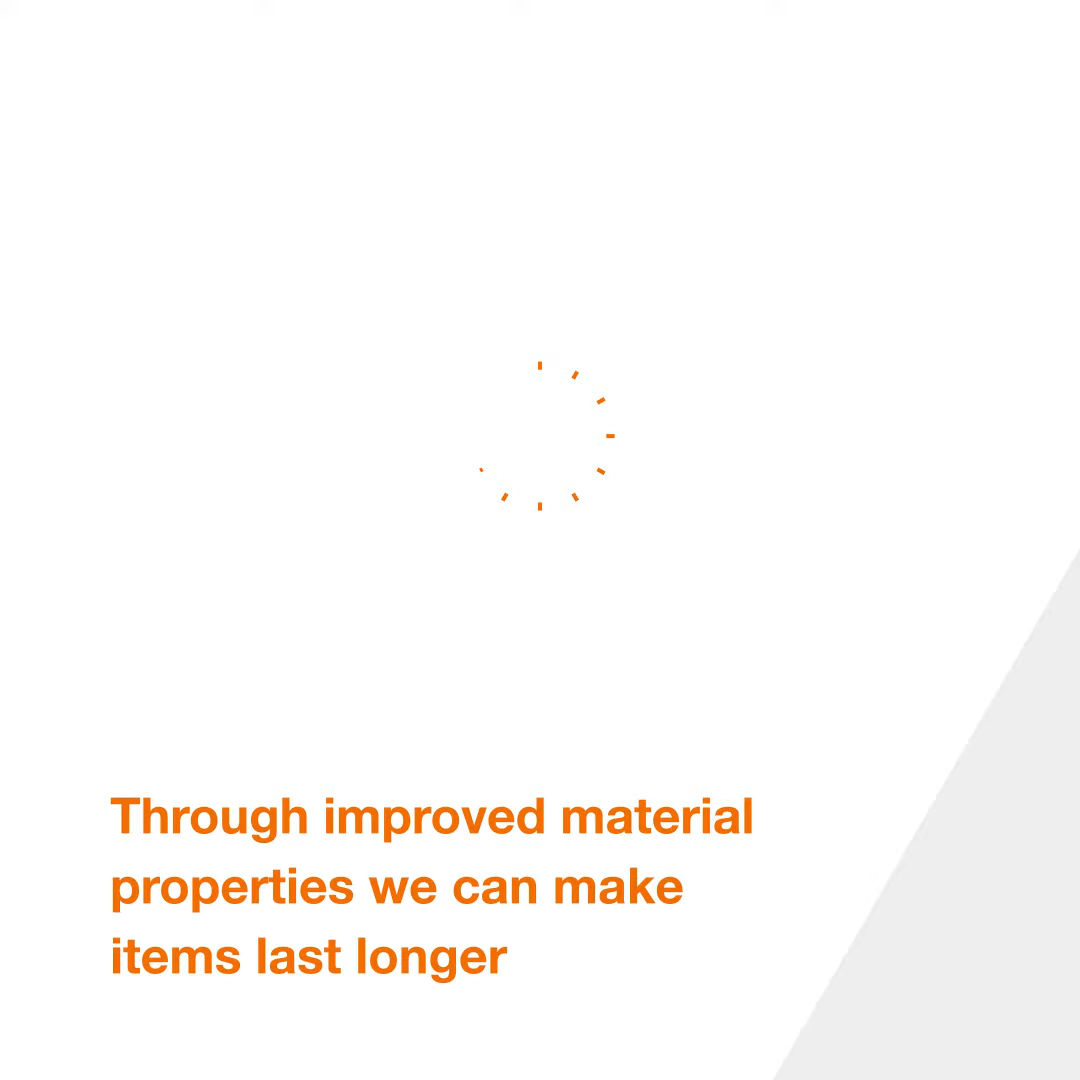 Through improved material
properties we can make
items last longer